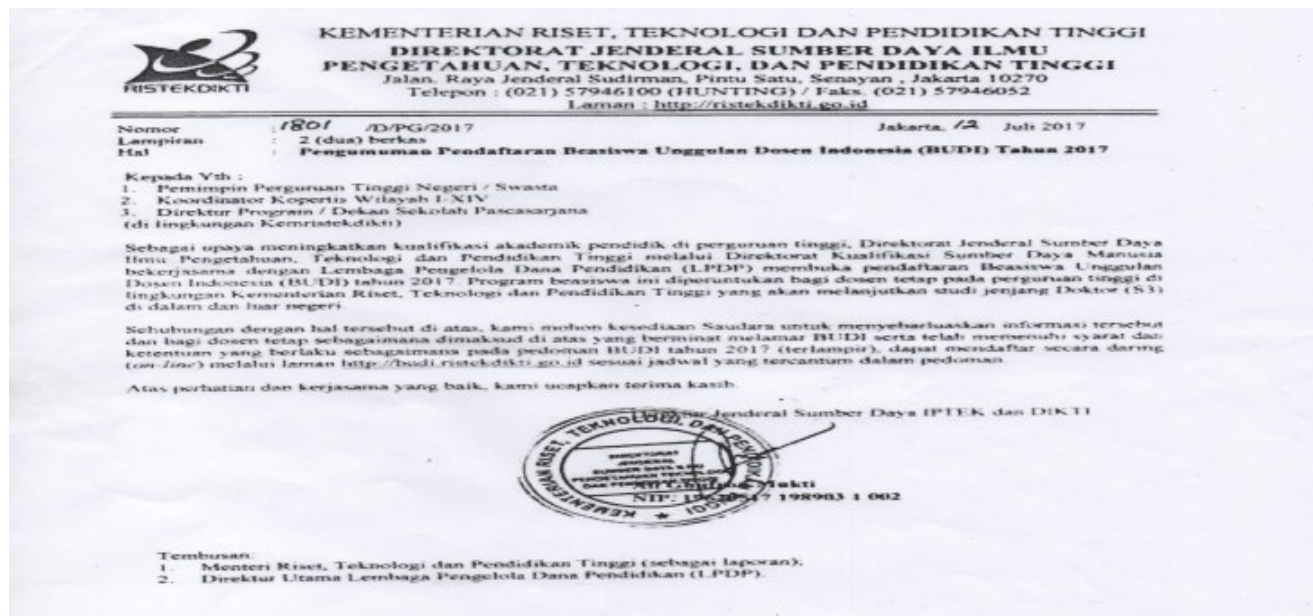 KEMENTERIAN RISET, TEKNOLOGI DAN PENDIDIKAN TINGGI
DIREKTORAT JENDERAL SUMBER DAYA ILMU
PENGETAHUAN, TEKNOLOGI, DAN PENDIDIKAN TINGGI
Jalan. Raya Jenderal Sudirman, Pintu Satu, Senayan , Jakarta 10270
Telepon : (021) 57946100 (HUNTING) / Faks. (021) 57946052
Laman : http://ristekdikti.go.id
RISTEKDIKTI
Nomor : 1801 /D/PG/2017 Jakarta, 12 Juli 2017
Lampiran : 2 (dua) berkas
Hal : Pengumuman Pendaftaran Beasiswa Unggulan Dosen Indonesia (BUDI) Tahun 2017
Kepada Yth :
1. Pemimpin Perguruan Tinggi Negeri / Swasta
2. Koordinator Kopertis Wilayah I-XIV
3. Direktur Program / Dekan Sekolah Pascasarjana
(di lingkungan Kemristekdikti)
Sebagai upaya meningkatkan kualifikasi akademik pendidik di perguruan tinggi, Direktorat Jenderal Sumber Daya
Ilmu Pengetahuan, Teknologi dan Pendidikan Tinggi melalui Direktorat Kualifikasi Sumber Daya Manusia
bekerjasama dengan Lembaga Pengelola Dana Pendidikan (LPDP) membuka pendaftaran Beasiswa Unggulan
Dosen Indonesia (BUDI) tahun 2017. Program beasiswa ini diperuntukan bagi dosen tetap pada perguruan tinggi di
lingkungan Kementerian Riset, Teknologi dan Pendidikan Tinggi yang akan melanjutkan studi jenjang Doktor (S3)
di dalam dan luar negeri.
Sehubungan dengan hal tersebut di atas, kami mohon kesediaan Saudara untuk menyebarluaskan informasi tersebut
dan bagi dosen tetap sebagaimana dimaksud di atas yang berminat melamar BUDI serta telah memenuhi syarat dan
ketentuan yang berlaku sebagaimana pada pedoman BUDI tahun 2017 (terlampir), dapat mendaftar secara daring
(on-line) melalui laman http://budi.ristekdikti.go.id sesuai jadwal yang tercantum dalam pedoman.
Atas perhatian dan kerjasama yang baik, kami ucapkan terima kasih.
Jenderal Sumber Daya IPTEK dan DIKTI
KEMENTERIAN RISET, TEKNOLOGI DAN PENDIDIKAN TINGGI
DIREKTORAT
JENDERAL
Mukti
NIP. 198903 1 002
Tembusan:
1. Menteri Riset, Teknologi dan Pendidikan Tinggi (sebagai laporan);
2. Direktur Utama Lembaga Pengelola Dana Pendidikan (LPDP).